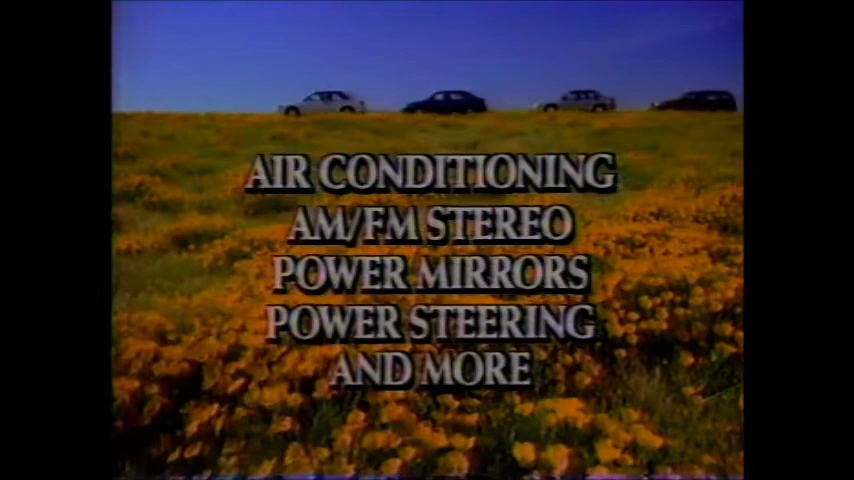 AIR CONDITIONING
AM/FM STEREO
POWER MIRRORS
POWER STEERING
AND MORE